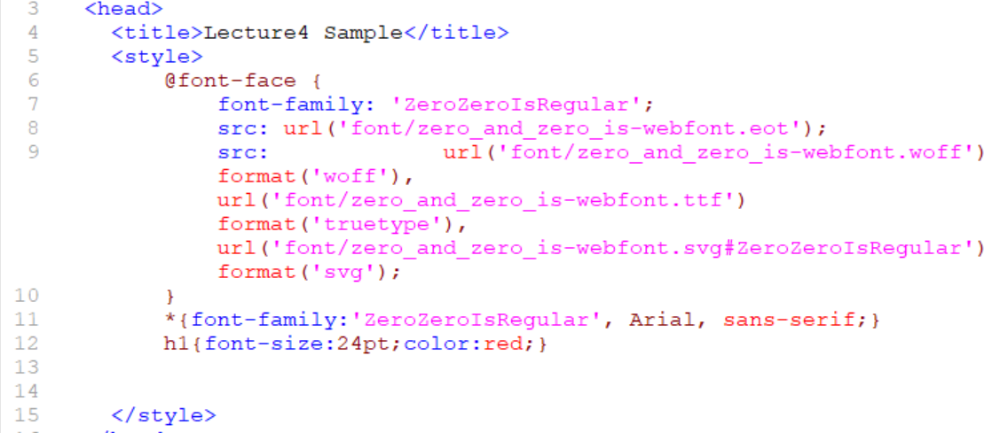 3 <head>
4 <title>Lecture4 Sample</title>
5 <style>
6 @font-face {
7 font-family: 'ZeroZeroIsRegular';
8 src: url('font/zero_and_zero_is-webfont.eot');
9 src: url('font/zero_and_zero_is-webfont.woff')
format('woff'),
url('font/zero_and_zero_is-webfont.ttf')
format('truetype'),
url('font/zero_and_zero_is-webfont.svg#ZeroZeroIsRegular')
format('svg');
10 }
11 *{font-family:'ZeroZeroIsRegular', Arial, sans-serif;}
12 h1{font-size:24pt;color:red;}
13
14
15 </style>